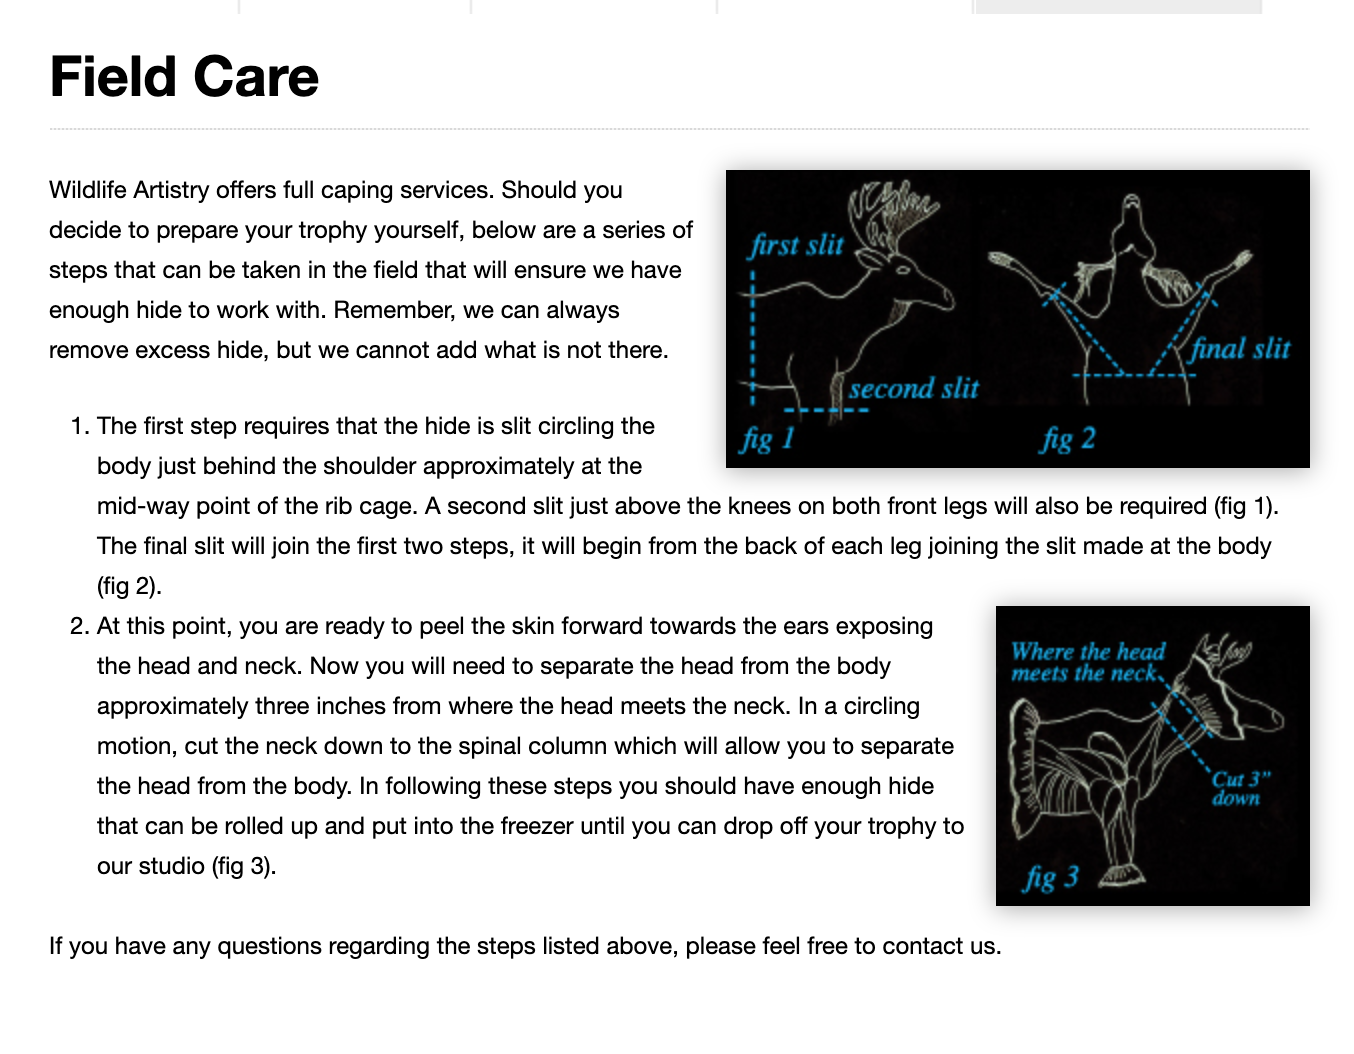 Field Care
Wildlife Artistry offers full caping services. Should you
decide to prepare your trophy yourself, below are a series of
steps that can be taken in the field that will ensure we have
enough hide to work with. Remember, we can always
remove excess hide, but we cannot add what is not there.
first slit
second slit
fig 1
final slit
fig 2
1. The first step requires that the hide is slit circling the
body just behind the shoulder approximately at the
mid-way point of the rib cage. A second slit just above the knees on both front legs will also be required (fig 1).
The final slit will join the first two steps, it will begin from the back of each leg joining the slit made at the body
(fig 2).
2. At this point, you are ready to peel the skin forward towards the ears exposing
the head and neck. Now you will need to separate the head from the body
approximately three inches from where the head meets the neck. In a circling
motion, cut the neck down to the spinal column which will allow you to separate
the head from the body. In following these steps you should have enough hide
that can be rolled up and put into the freezer until you can drop off your trophy to
our studio (fig 3).
Where the head
meets the neck
Cut 3"
down
fig 3
If you have any questions regarding the steps listed above, please feel free to contact us.